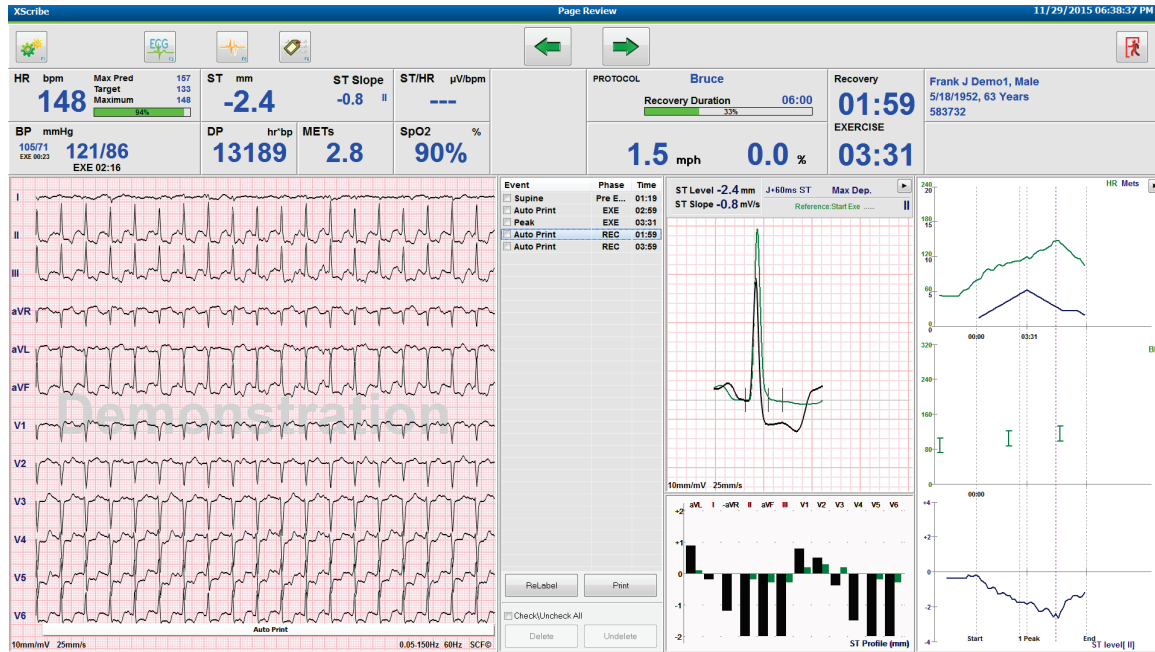 XScribe Page Review 11/29/2015 06:38:37 PM
ECG
HR bpm Max Pred 157
Target 133
Maximum 148
148
94%
ST mm ST Slope
-2.4 -0.8 II
ST/HR µV/bpm
---
PROTOCOL Bruce
Recovery Duration 06:00
33%
Recovery
01:59
Frank J Demo1, Male
5/18/1952, 63 Years
583732
BP mmHg
105/71 121/86
EXE 00:23 EXE 02:16
DP hr*bp
13189
METs
2.8
SpO2 %
90%
1.5 mph 0.0 %
EXERCISE
03:31
I
II
III
aVR
aVL
aVF
V1
V2
V3
V4
V5
V6
Demonstration
Auto Print
10mm/mV 25mm/s 0.05-150Hz 60Hz SCF©
Event Phase Time
Supine Pre E... 01:19
Auto Print EXE 02:59
Peak EXE 03:31
Auto Print REC 01:59
Auto Print REC 03:59
ReLabel Print
Check\Uncheck All
Delete Undelete
ST Level -2.4 mm J+60ms ST Max Dep.
ST Slope -0.8 mV/s Reference:Start Exe ...... II
10mm/mV 25mm/s
aVL I -aVR II aVF III V1 V2 V3 V4 V5 V6
+2
+1
0
-1
-2
ST Profile (mm)
HR Mets
240
20
180
15
120
10
60
5
0
0
00:00 03:31
320
240
160
80
00:00
+4
+2
0
-2
-4
Start 1 Peak End
ST level[ II]